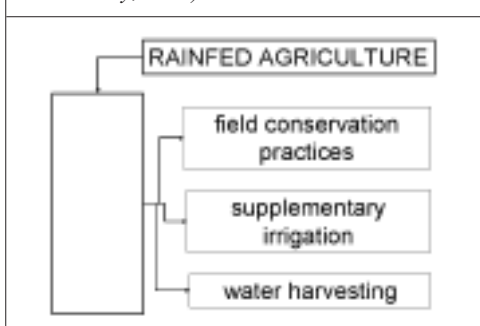 RAINFED AGRICULTURE
field conservation
practices
supplementary
irrigation
water harvesting